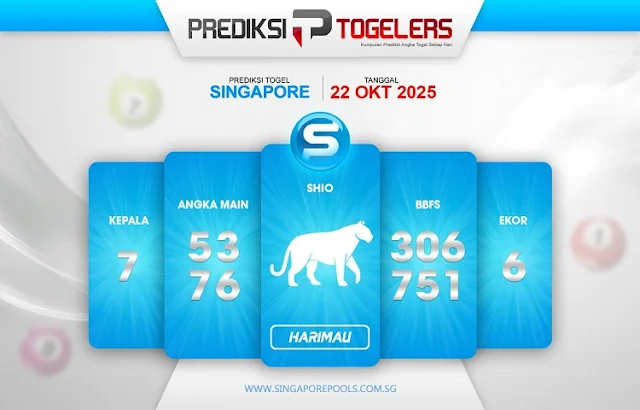 PREDIKSI TOGELERS
Kumpulan Prediksi Angka Togel Setiap Hari
PREDIKSI TOGEL
SINGAPORE
TANGGAL
22 OKT 2025
KEPALA
7
ANGKA MAIN
53
76
S
SHIO
HARIMAU
BBFS
306
751
EKOR
6
WWW.SINGAPOREPOOLS.COM.SG